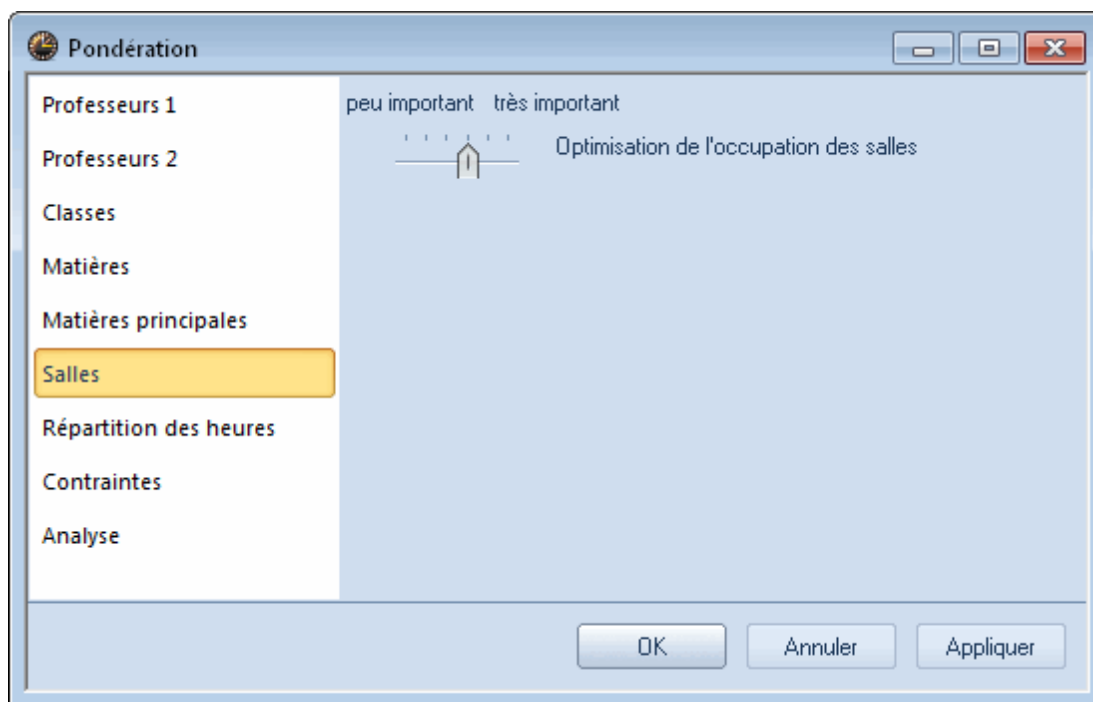 Pondération
Professeurs 1
Professeurs 2
Classes
Matières
Matières principales
Salles
Répartition des heures
Contraintes
Analyse
peu important très important
Optimisation de l'occupation des salles
OK Annuler Appliquer